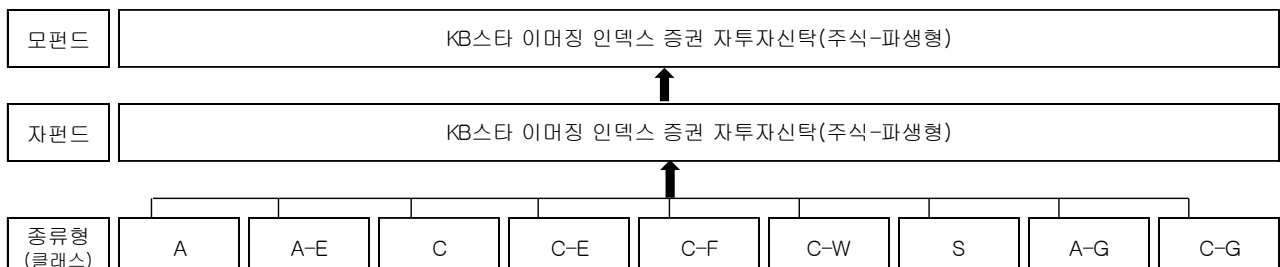 모펀드
KB스타 이머징 인덱스 증권 자투자신탁(주식-파생형)
자펀드
KB스타 이머징 인덱스 증권 자투자신탁(주식-파생형)
종류형
(클래스)
A
A-E
C
C-E
C-F
C-W
S
A-G
C-G